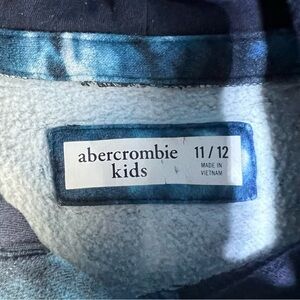 abercrombie
kids
11 / 12
MADE IN
VIETNAM